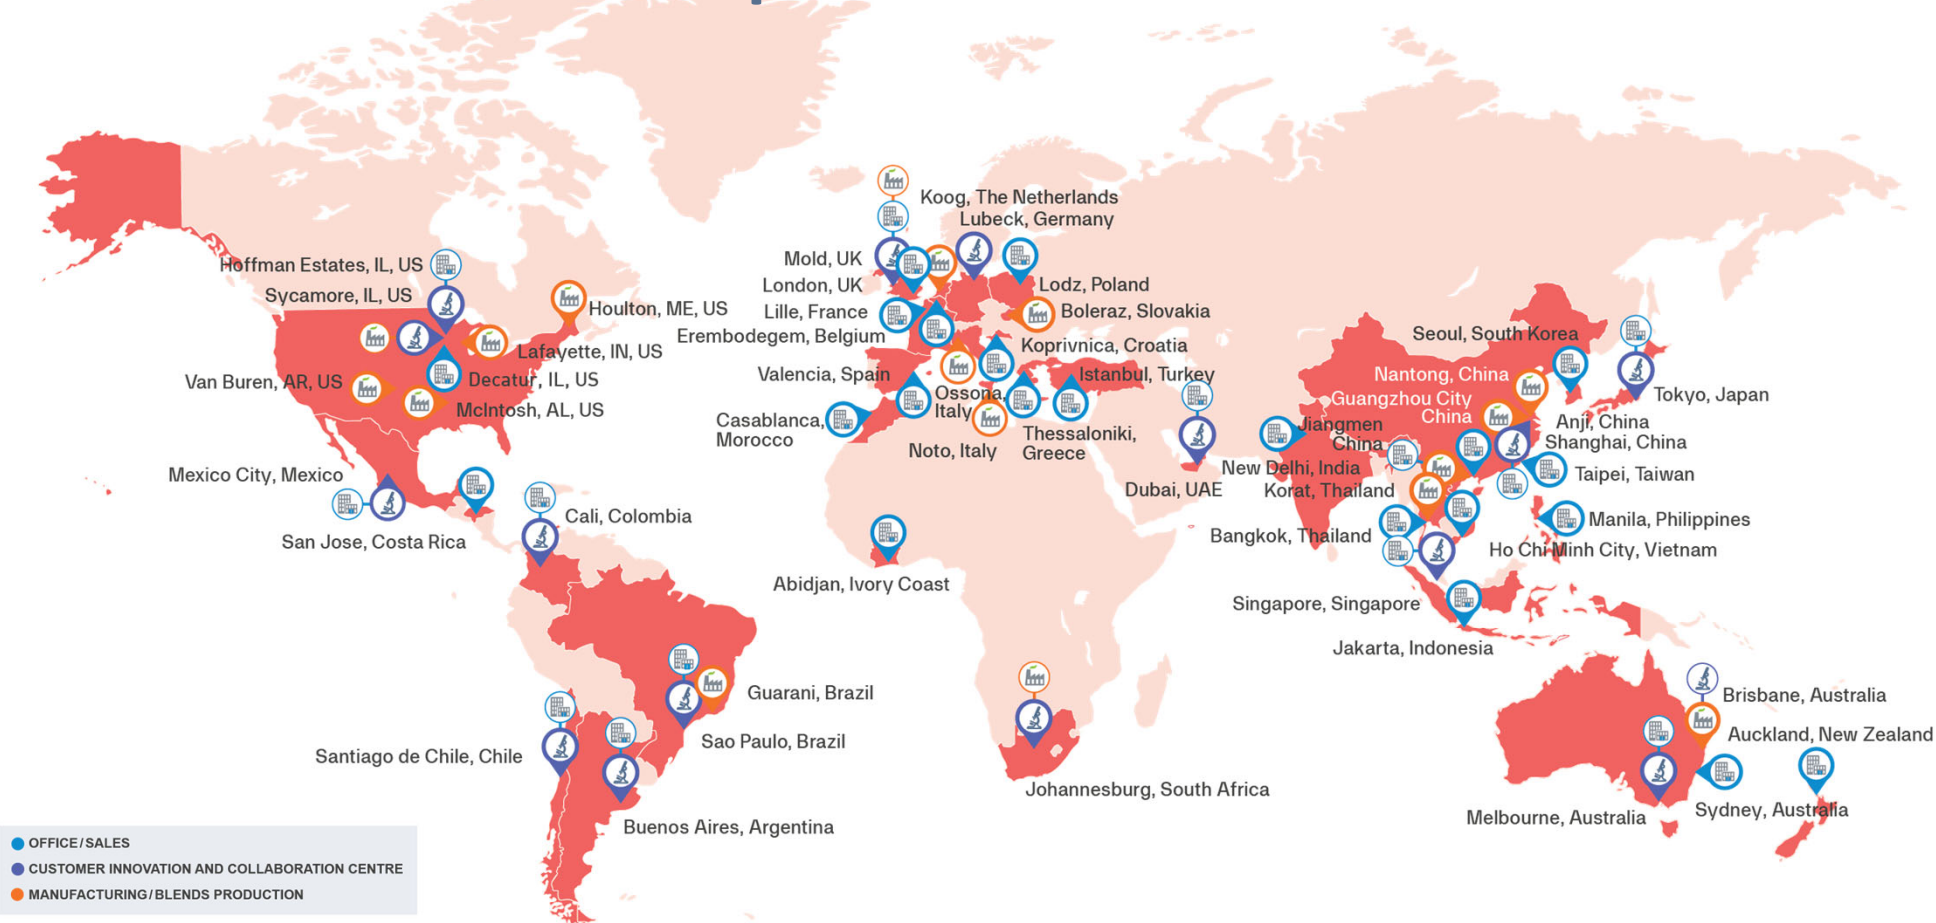 Hoffman Estates, IL, US
Sycamore, IL, US
Houlton, ME, US
Lafayette, IN, US
Van Buren, AR, US
Decatur, IL, US
McIntosh, AL, US
Mexico City, Mexico
San Jose, Costa Rica
Cali, Colombia
Guarani, Brazil
Sao Paulo, Brazil
Santiago de Chile, Chile
Buenos Aires, Argentina
Koog, The Netherlands
Lubeck, Germany
Mold, UK
London, UK
Lille, France
Erembodegem, Belgium
Lodz, Poland
Boleraz, Slovakia
Koprivnica, Croatia
Valencia, Spain
Istanbul, Turkey
Ossona,
Italy
Casablanca,
Morocco
Noto, Italy
Thessaloniki,
Greece
Dubai, UAE
Abidjan, Ivory Coast
Johannesburg, South Africa
Seoul, South Korea
Nantong, China
Guangzhou City
China
Tokyo, Japan
Anji, China
Shanghai, China
Jiangmen
China
New Delhi, India
Taipei, Taiwan
Korat, Thailand
Manila, Philippines
Bangkok, Thailand
Ho Chi Minh City, Vietnam
Singapore, Singapore
Jakarta, Indonesia
Brisbane, Australia
Auckland, New Zealand
Melbourne, Australia
Sydney, Australia
OFFICE/SALES
CUSTOMER INNOVATION AND COLLABORATION CENTRE
MANUFACTURING/BLENDS PRODUCTION